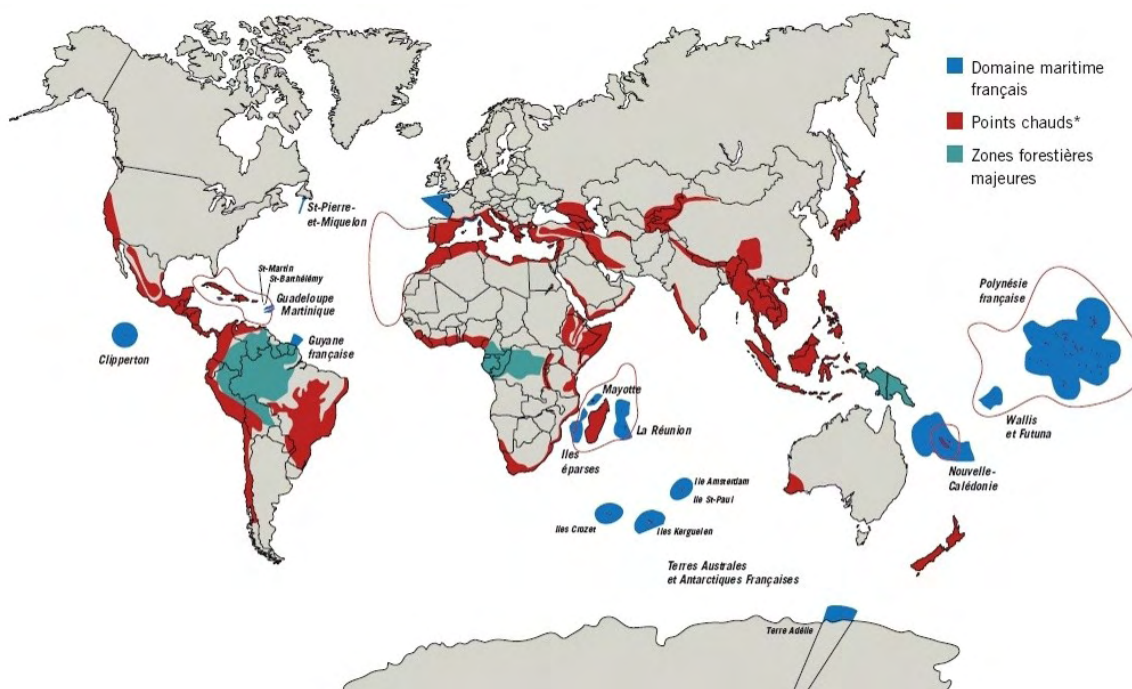 Domaine maritime
français
Points chauds*
Zones forestières
majeures
St-Pierre-
et-Miquelon
St-Martin
St-Barthélémy
Guadeloupe
Martinique
Clipperton
Guyane
française
Polynésie
française
Wallis
et Futuna
Mayotte
La Réunion
Iles
éparses
Nouvelle-
Calédonie
Ile Amsterdam
Ile St-Paul
Iles Crozet
Iles Kerguelen
Terres Australes
et Antarctiques Françaises
Terre Adélie